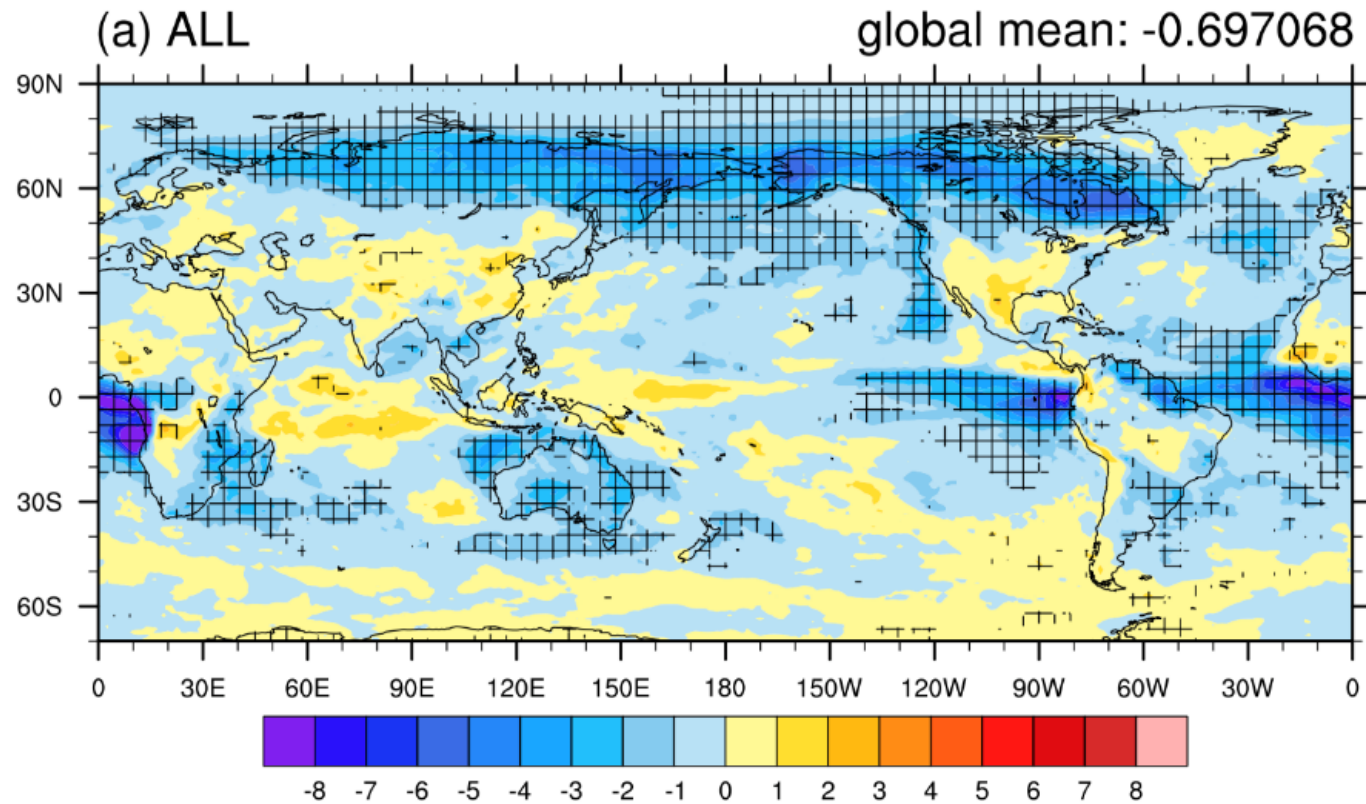 (a) ALL global mean: -0.697068
90N
60N
30N
0
30S
60S
0 30E 60E 90E 120E 150E 180 150W 120W 90W 60W 30W 0
-8 -7 -6 -5 -4 -3 -2 -1 0 1 2 3 4 5 6 7 8